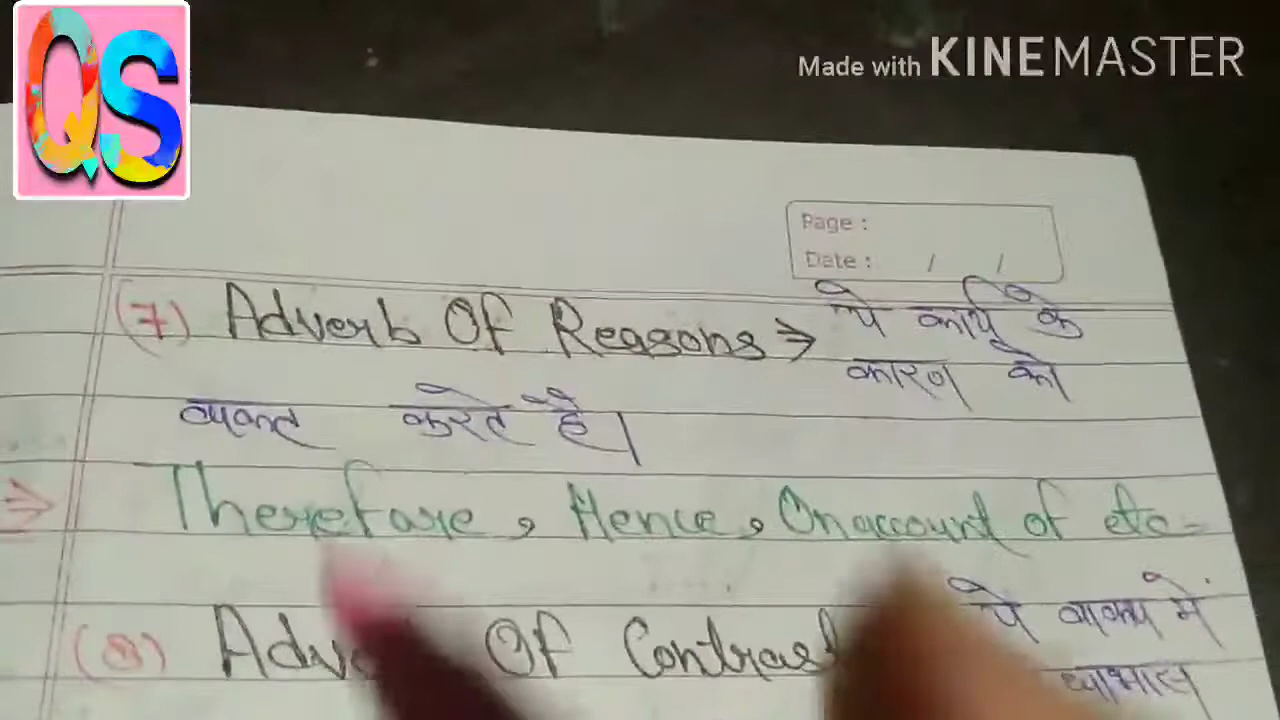 QS
Made with KINEMASTER
Page :
Date : / /
(7) Adverb Of Reasons → ये कार्य के
कारण को
व्यक्त करते है।
⇒ Therefore, Hence, On account of etc-
(8) Adve Of Contrast ये वाक्य में